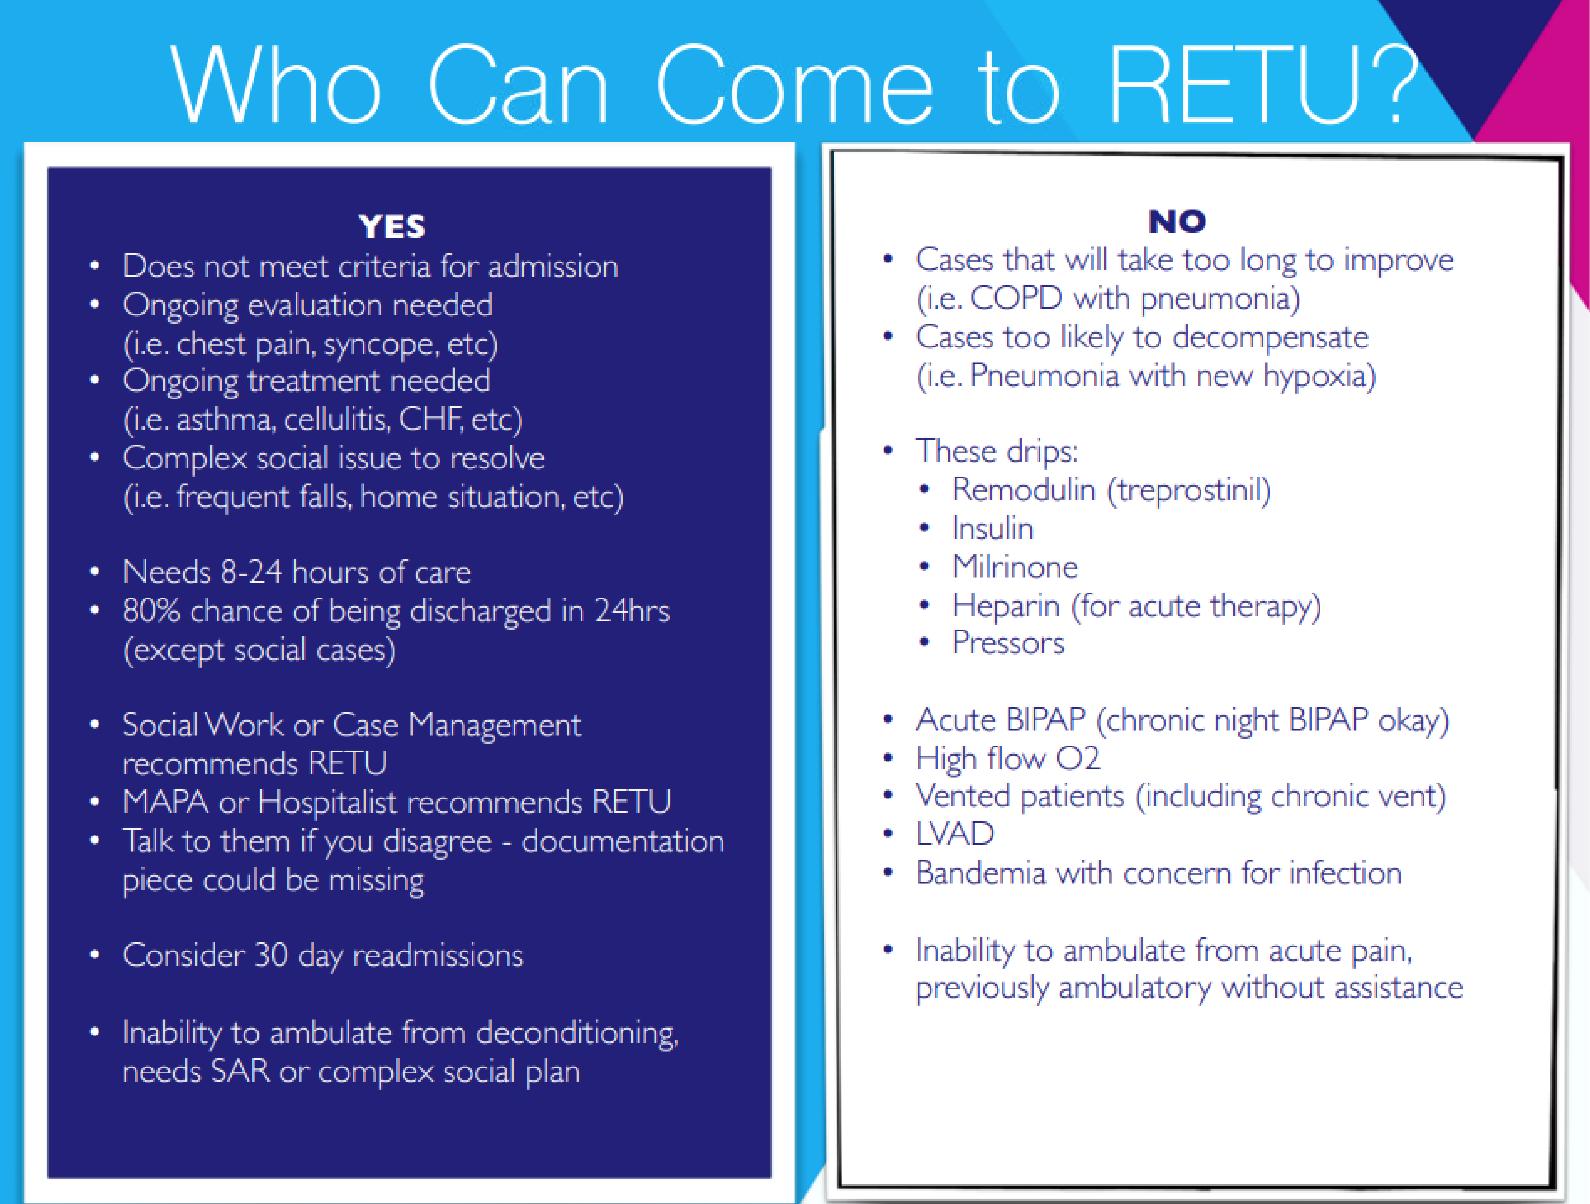 Who Can Come to RETU?
YES
• Does not meet criteria for admission
• Ongoing evaluation needed
(i.e. chest pain, syncope, etc)
• Ongoing treatment needed
(i.e. asthma, cellulitis, CHF, etc)
• Complex social issue to resolve
(i.e. frequent falls, home situation, etc)
• Needs 8-24 hours of care
• 80% chance of being discharged in 24hrs
(except social cases)
• Social Work or Case Management
recommends RETU
• MAPA or Hospitalist recommends RETU
• Talk to them if you disagree - documentation
piece could be missing
• Consider 30 day readmissions
• Inability to ambulate from deconditioning,
needs SAR or complex social plan
NO
• Cases that will take too long to improve
(i.e. COPD with pneumonia)
• Cases too likely to decompensate
(i.e. Pneumonia with new hypoxia)
• These drips:
• Remodulin (treprostinil)
• Insulin
• Milrinone
• Heparin (for acute therapy)
• Pressors
• Acute BIPAP (chronic night BIPAP okay)
• High flow O2
• Vented patients (including chronic vent)
• LVAD
• Bandemia with concern for infection
• Inability to ambulate from acute pain,
previously ambulatory without assistance